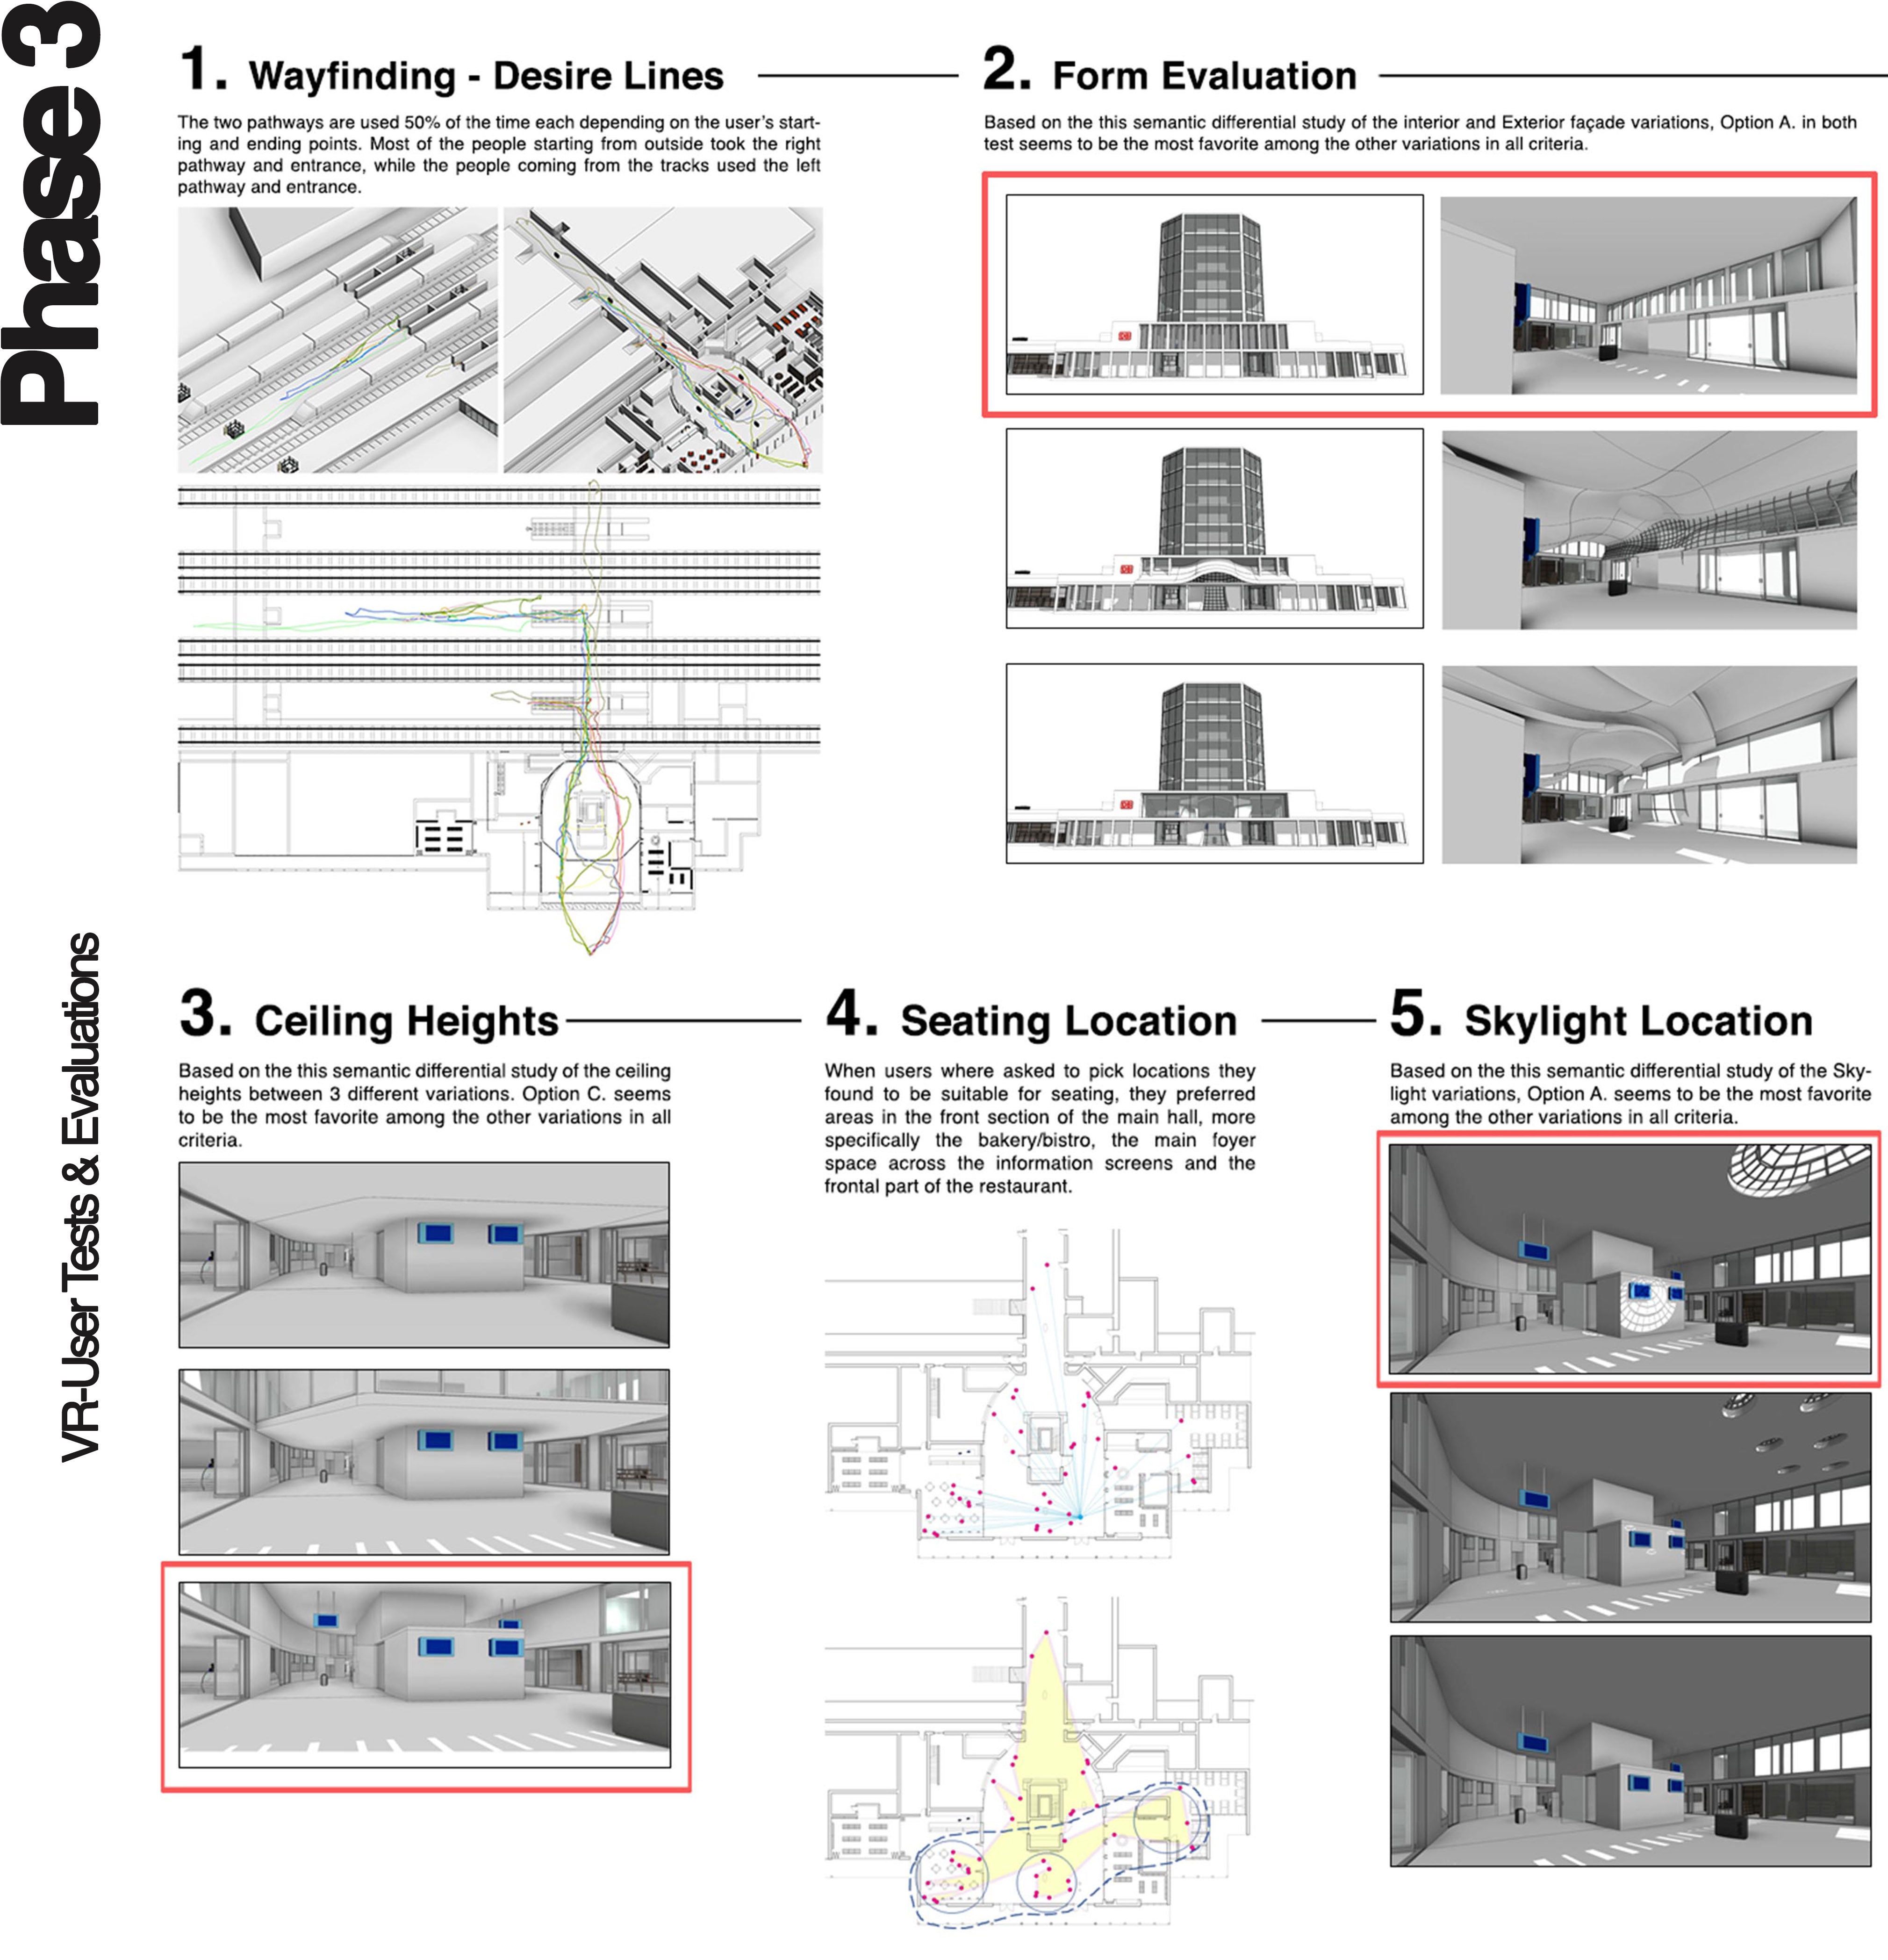 Phase 3
VR-User Tests & Evaluations
1. Wayfinding - Desire Lines
The two pathways are used 50% of the time each depending on the user's start-
ing and ending points. Most of the people starting from outside took the right
pathway and entrance, while the people coming from the tracks used the left
pathway and entrance.
2. Form Evaluation
Based on the this semantic differential study of the interior and Exterior façade variations, Option A. in both
test seems to be the most favorite among the other variations in all criteria.
3. Ceiling Heights
Based on the this semantic differential study of the ceiling
heights between 3 different variations. Option C. seems
to be the most favorite among the other variations in all
criteria.
4. Seating Location
When users where asked to pick locations they
found to be suitable for seating, they preferred
areas in the front section of the main hall, more
specifically the bakery/bistro, the main foyer
space across the information screens and the
frontal part of the restaurant.
5. Skylight Location
Based on the this semantic differential study of the Sky-
light variations, Option A. seems to be the most favorite
among the other variations in all criteria.